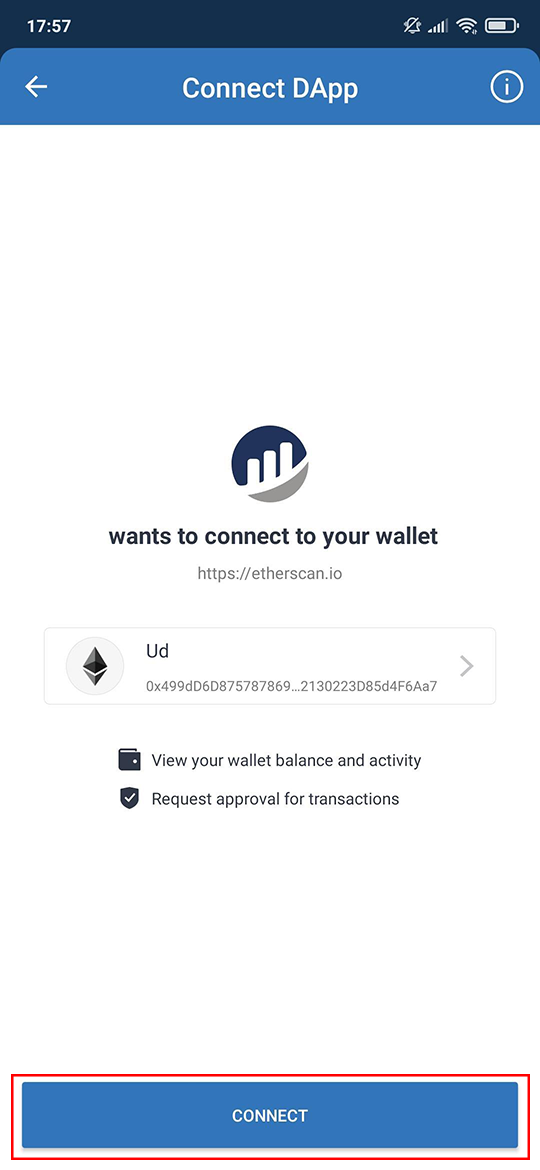 17:57
Connect DApp
wants to connect to your wallet
https://etherscan.io
Ud
0x499dD6D875787869...2130223D85d4F6Aa7
View your wallet balance and activity
Request approval for transactions
CONNECT